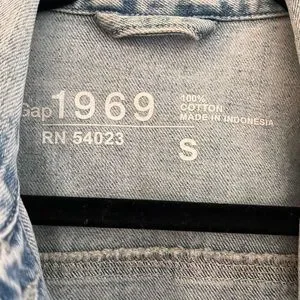 Gap 1969
RN 54023
100%
COTTON
MADE IN INDONESIA
S